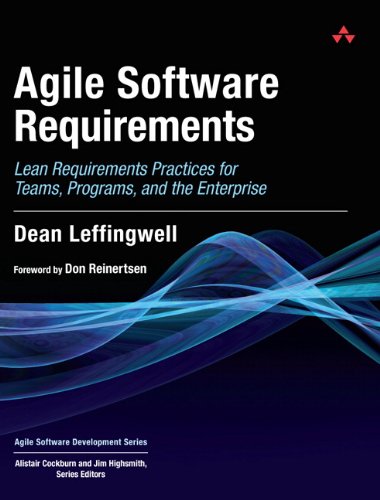 Agile Software
Requirements
Lean Requirements Practices for
Teams, Programs, and the Enterprise
Dean Leffingwell
Foreword by Don Reinertsen
Agile Software Development Series
Alistair Cockburn and Jim Highsmith,
Series Editors